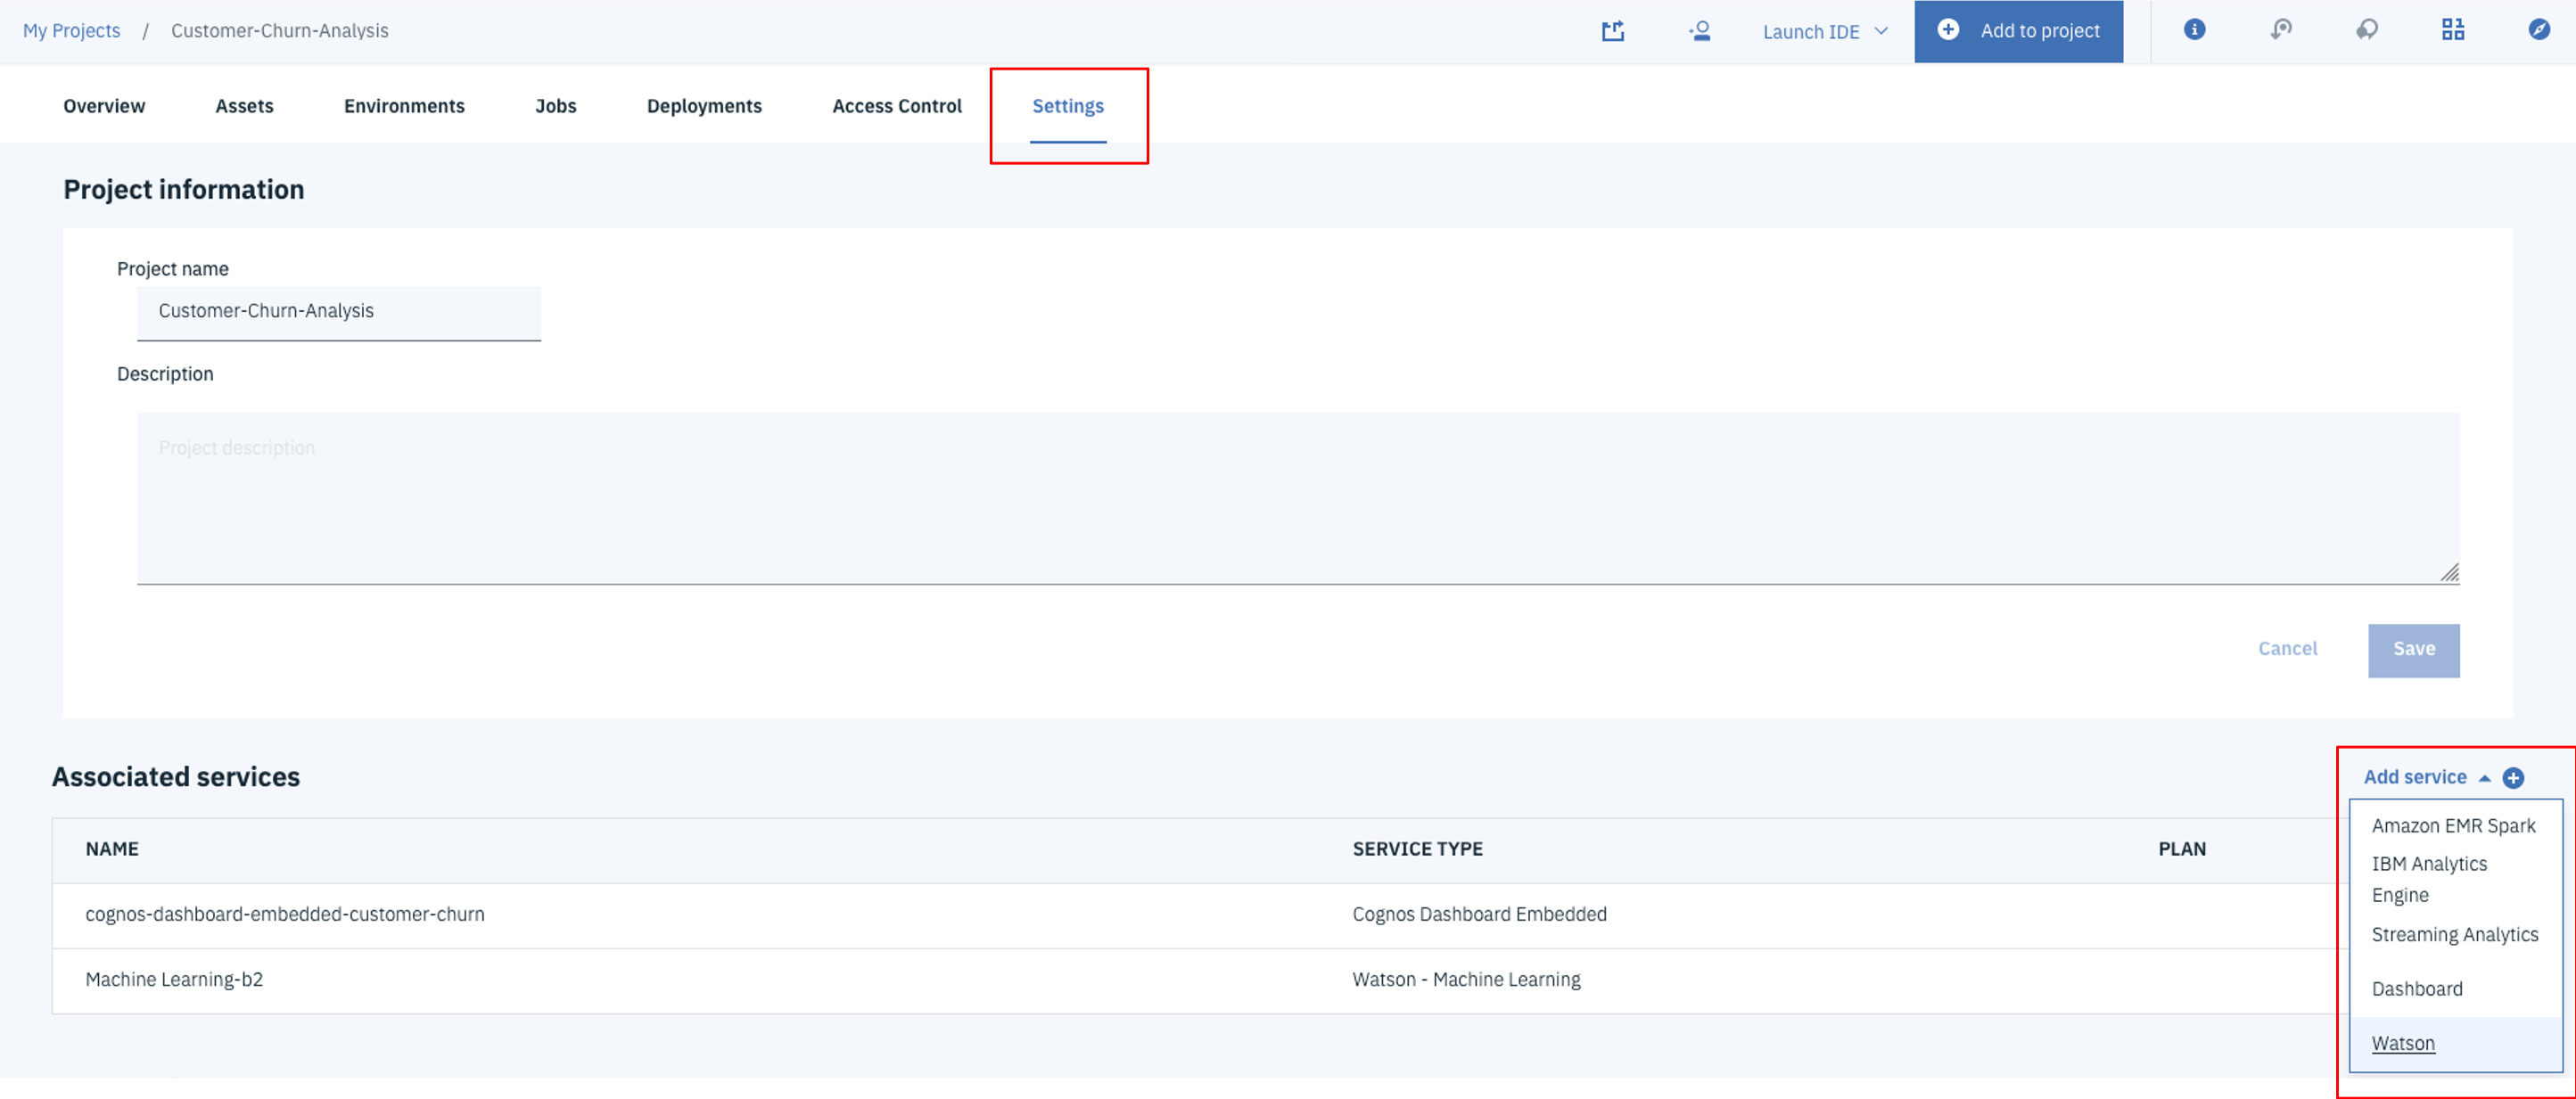 My Projects / Customer-Churn-Analysis Launch IDE Add to project
Overview Assets Environments Jobs Deployments Access Control Settings
Project information
Project name
Customer-Churn-Analysis
Description
Project description
Cancel Save
Associated services Add service
NAME SERVICE TYPE PLAN
cognos-dashboard-embedded-customer-churn Cognos Dashboard Embedded
Machine Learning-b2 Watson - Machine Learning
Amazon EMR Spark
IBM Analytics
Engine
Streaming Analytics
Dashboard
Watson